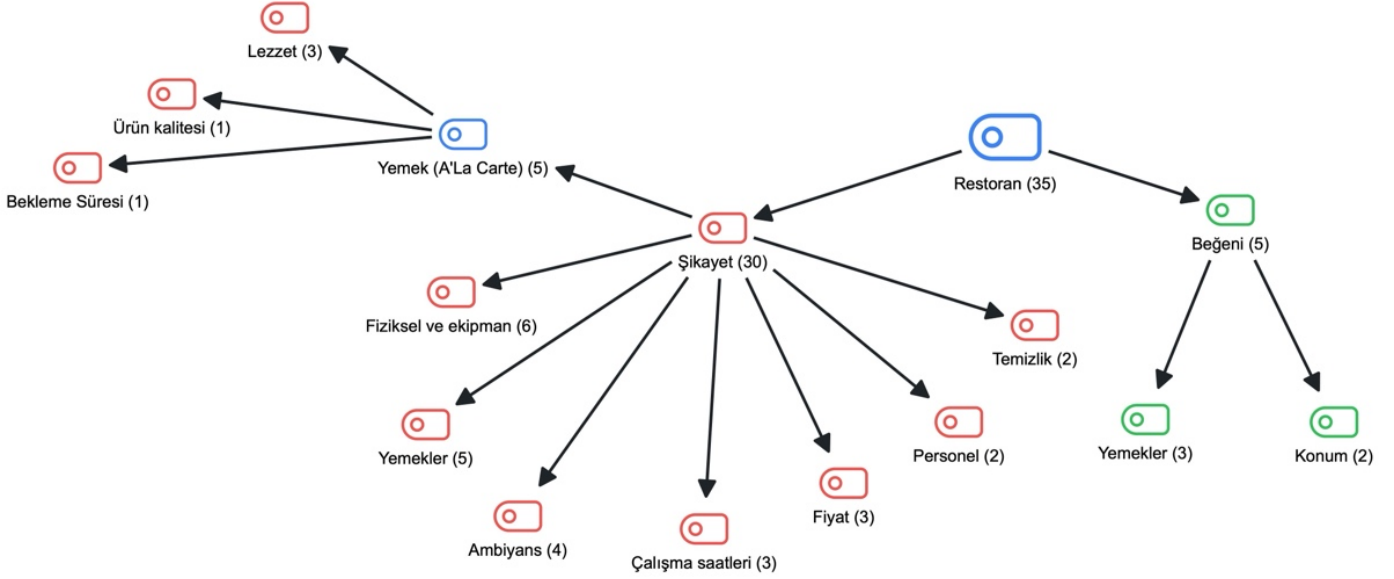 Lezzet (3)
Ürün kalitesi (1)
Yemek (A'La Carte) (5)
Bekleme Süresi (1)
Restoran (35)
Beğeni (5)
Şikayet (30)
Fiziksel ve ekipman (6)
Temizlik (2)
Yemekler (5)
Personel (2)
Yemekler (3)
Konum (2)
Fiyat (3)
Ambiyans (4)
Çalışma saatleri (3)